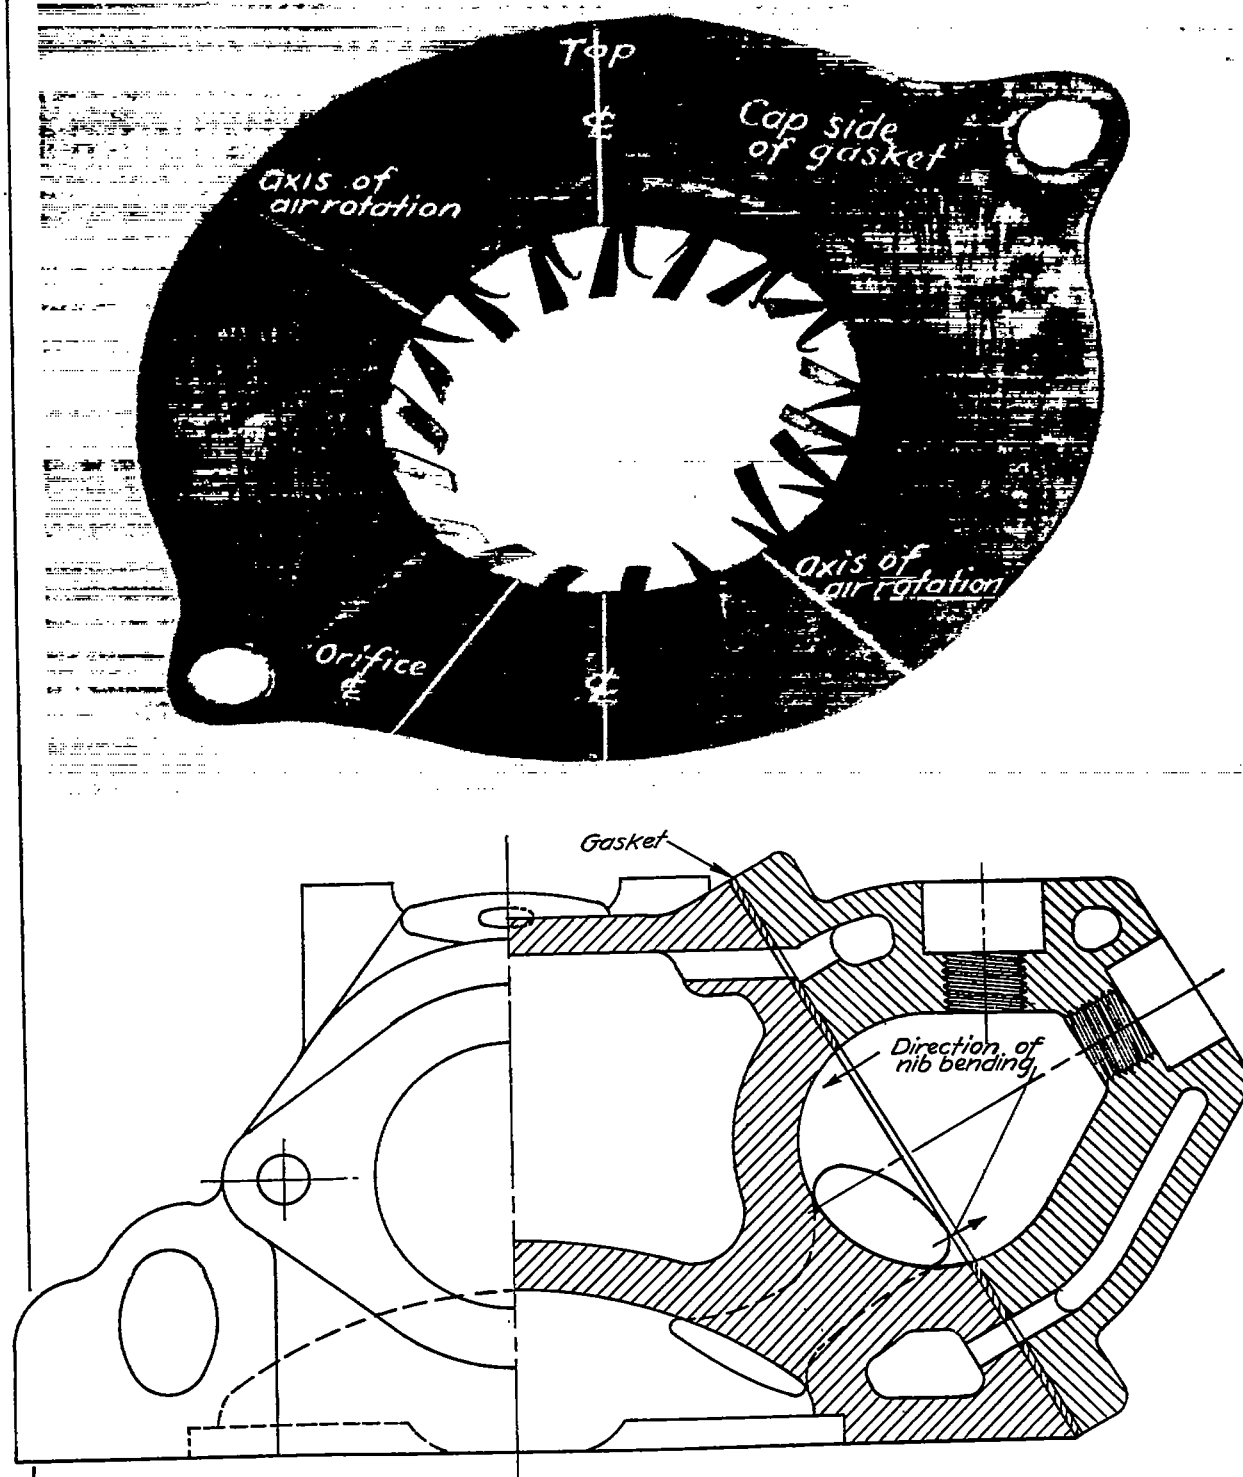 Top
℄
Cap side
of gasket
axis of
air rotation
axis of
air rotation
Orifice
℄
℄
Gasket
Direction of
nib bending